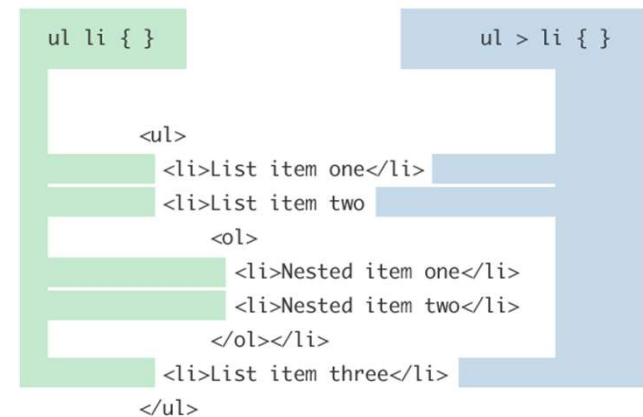 ul li { }
ul > li { }
<ul>
<li>List item one</li>
<li>List item two
<ol>
<li>Nested item one</li>
<li>Nested item two</li>
</ol></li>
<li>List item three</li>
</ul>